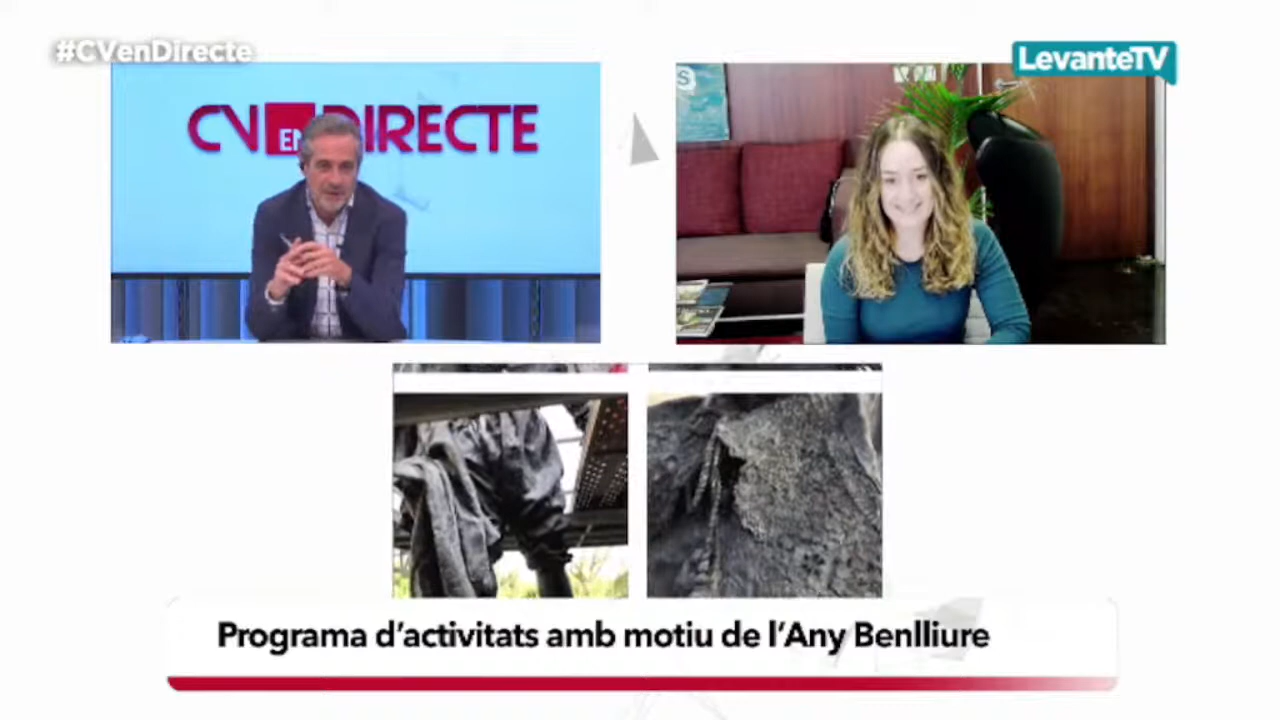 #CVenDirecte
LevanteTV
S
CV EN DIRECTE
Programa d'activitats amb motiu de l'Any Benlliure